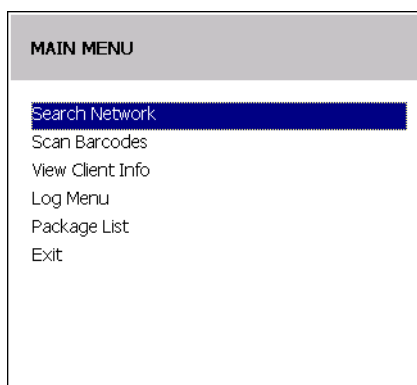 MAIN MENU
Search Network
Scan Barcodes
View Client Info
Log Menu
Package List
Exit